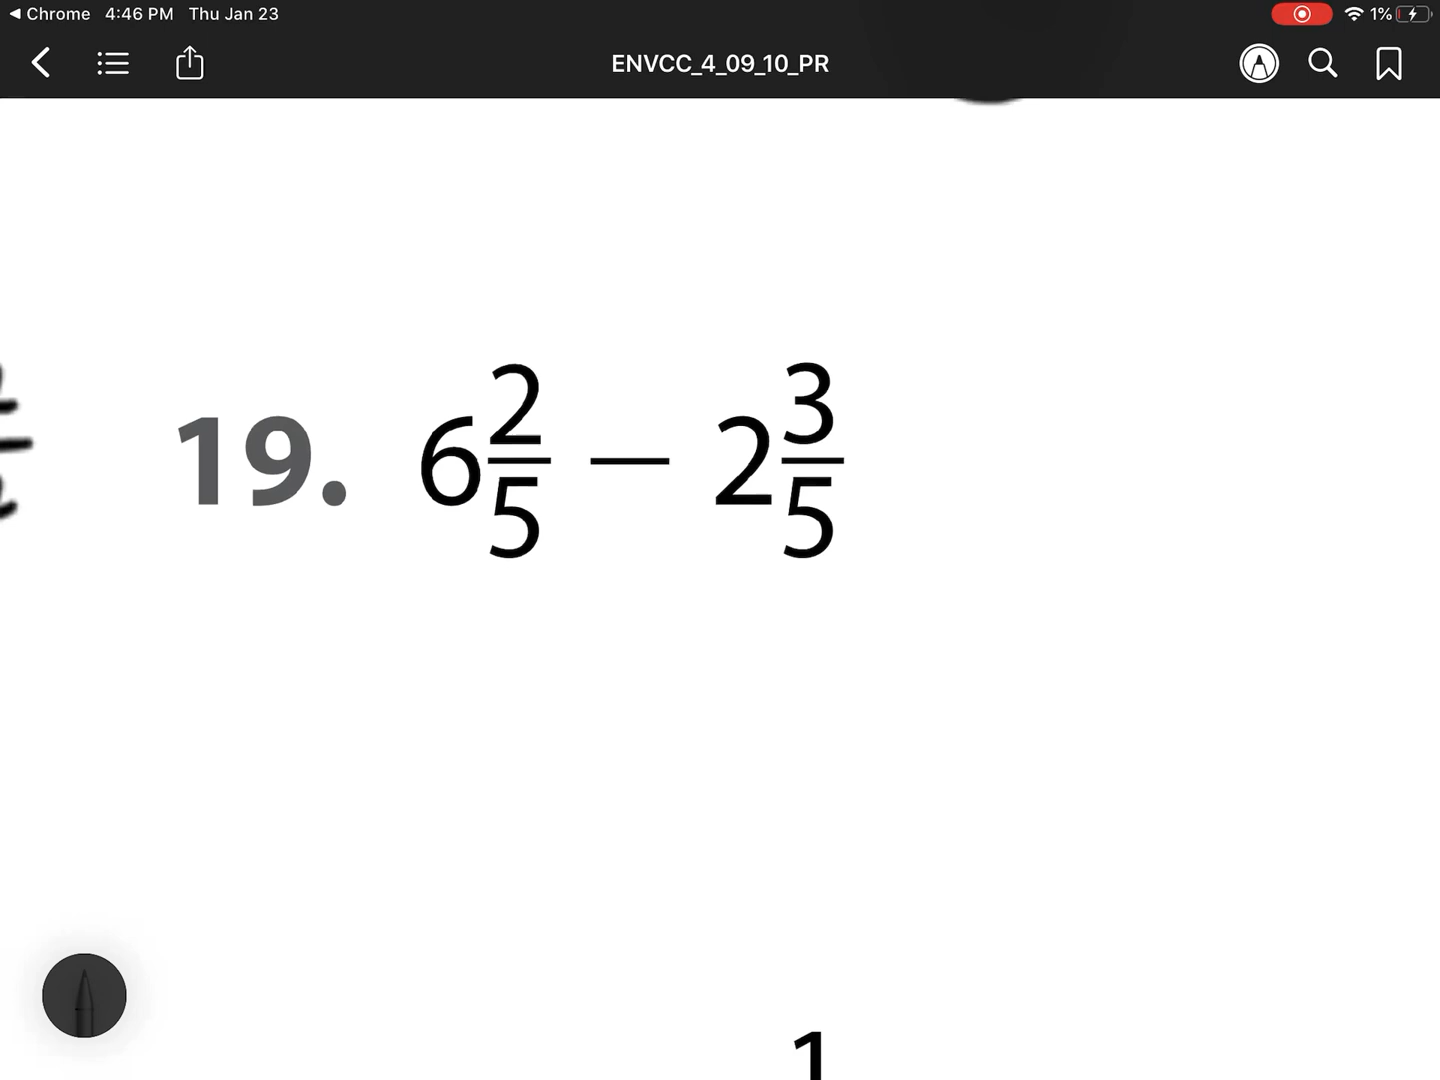 ◀ Chrome 4:46 PM Thu Jan 23 1%
ENVCC_4_09_10_PR
19. 6 2/5 − 2 3/5
1